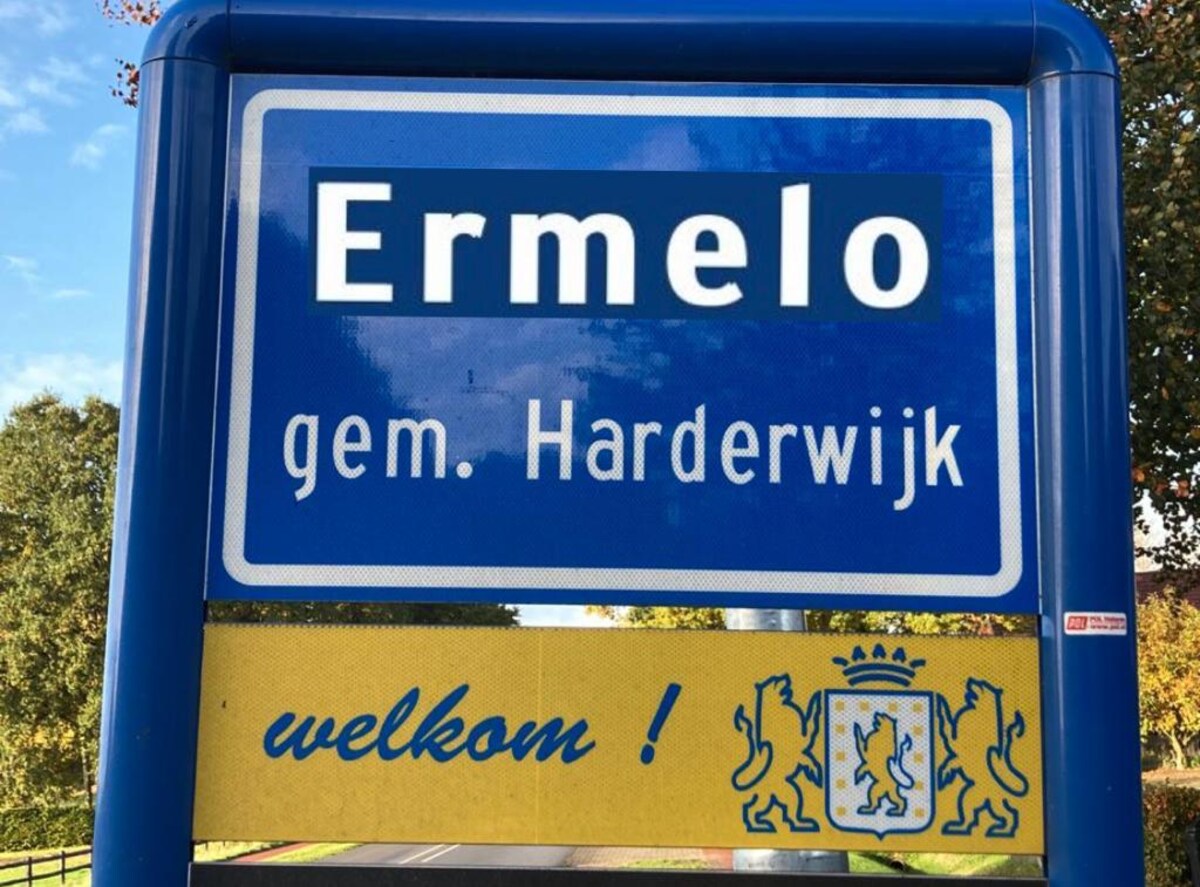 Ermelo
gem. Harderwijk
welkom !